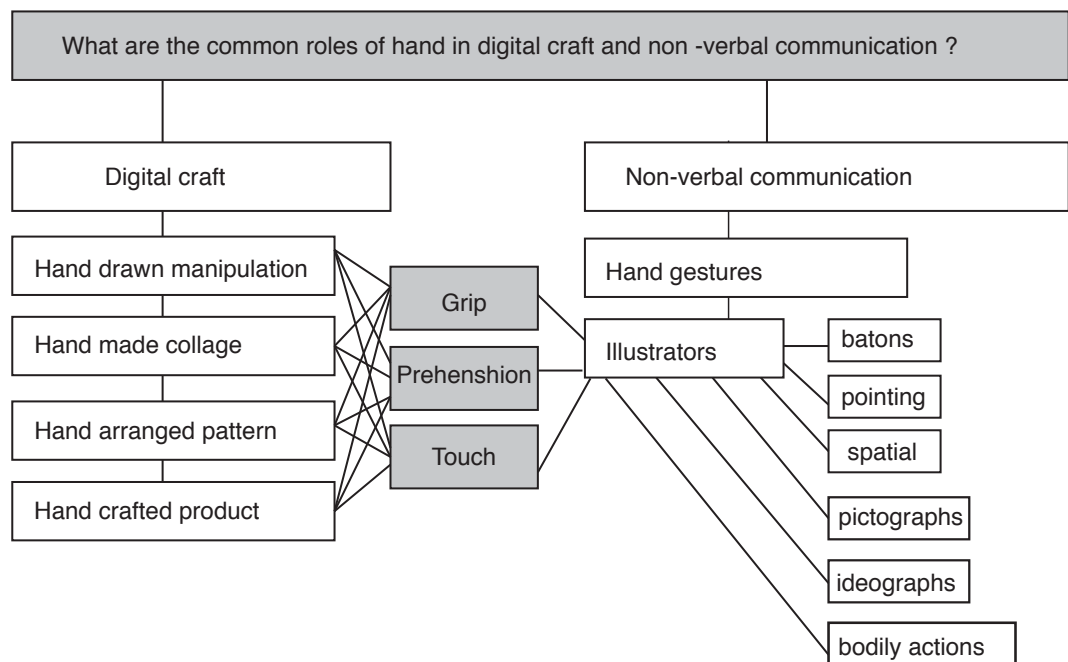 What are the common roles of hand in digital craft and non -verbal communication ?
Digital craft
Non-verbal communication
Hand drawn manipulation
Hand made collage
Hand arranged pattern
Hand crafted product
Grip
Prehenshion
Touch
Hand gestures
Illustrators
batons
pointing
spatial
pictographs
ideographs
bodily actions